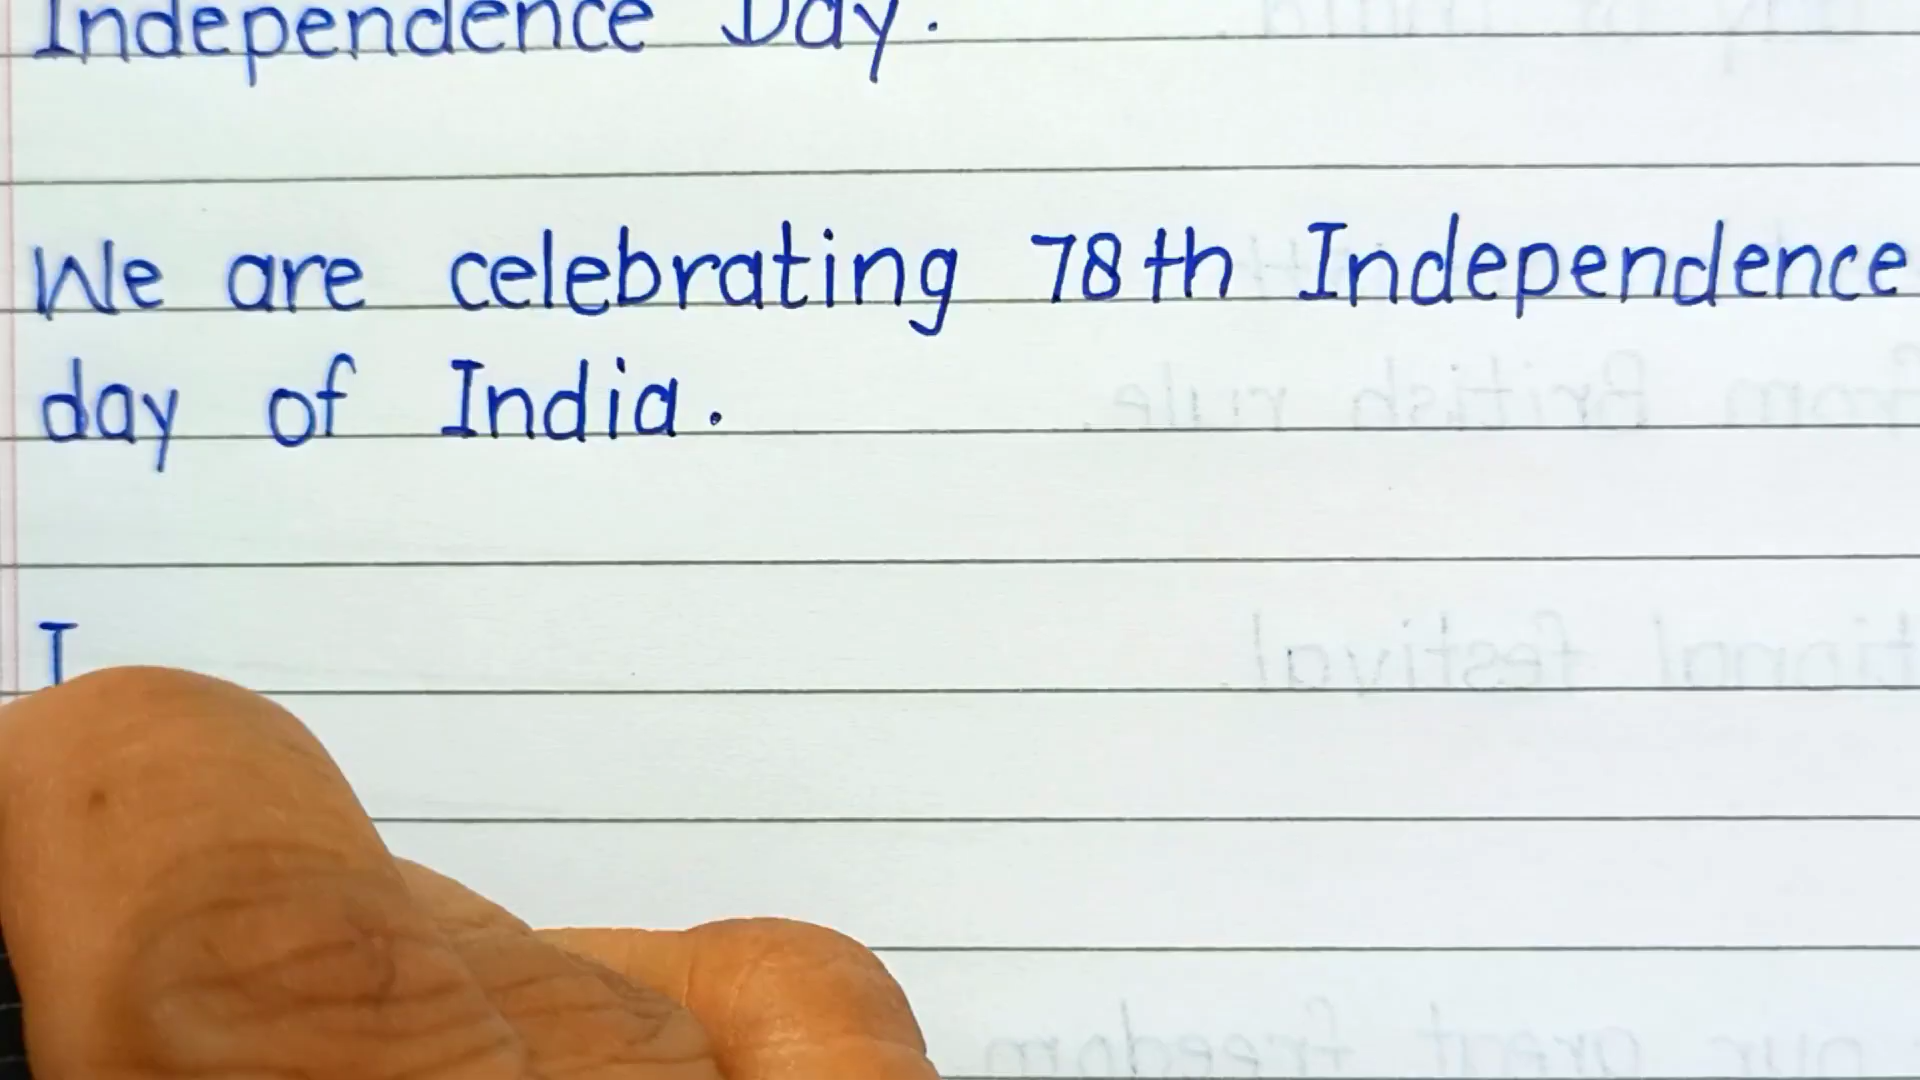 Independence Day.
We are celebrating 78th Independence
day of India.
I